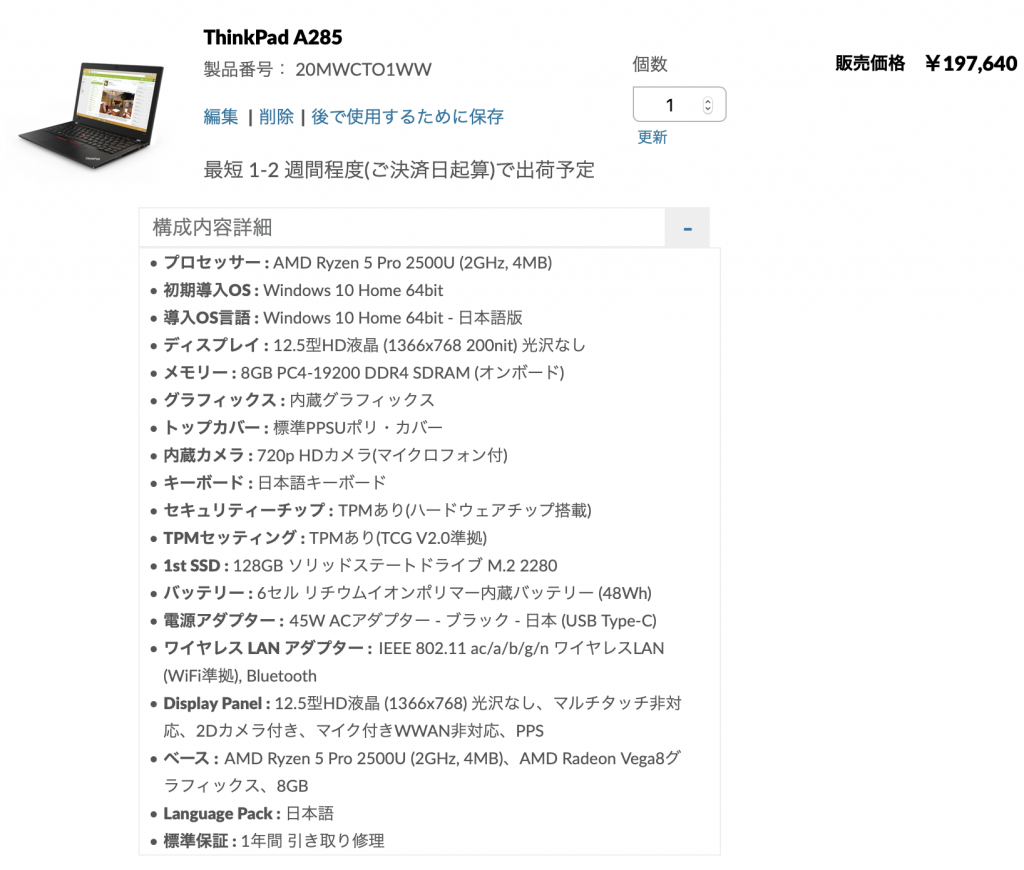 ThinkPad A285
製品番号： 20MWCTO1WW
個数
販売価格 ￥197,640
1
編集 | 削除 | 後で使用するために保存
更新
最短 1-2 週間程度(ご決済日起算)で出荷予定
構成内容詳細 -
• プロセッサー : AMD Ryzen 5 Pro 2500U (2GHz, 4MB)
• 初期導入OS : Windows 10 Home 64bit
• 導入OS言語 : Windows 10 Home 64bit - 日本語版
• ディスプレイ : 12.5型HD液晶 (1366x768 200nit) 光沢なし
• メモリー : 8GB PC4-19200 DDR4 SDRAM (オンボード)
• グラフィックス : 内蔵グラフィックス
• トップカバー : 標準PPSUポリ・カバー
• 内蔵カメラ : 720p HDカメラ(マイクロフォン付)
• キーボード : 日本語キーボード
• セキュリティーチップ : TPMあり(ハードウェアチップ搭載)
• TPMセッティング : TPMあり(TCG V2.0準拠)
• 1st SSD : 128GB ソリッドステートドライブ M.2 2280
• バッテリー : 6セル リチウムイオンポリマー内蔵バッテリー (48Wh)
• 電源アダプター : 45W ACアダプター - ブラック - 日本 (USB Type-C)
• ワイヤレス LAN アダプター : IEEE 802.11 ac/a/b/g/n ワイヤレスLAN
(WiFi準拠), Bluetooth
• Display Panel : 12.5型HD液晶 (1366x768) 光沢なし、マルチタッチ非対
応、2Dカメラ付き、マイク付きWWAN非対応、PPS
• ベース : AMD Ryzen 5 Pro 2500U (2GHz, 4MB)、AMD Radeon Vega8グ
ラフィックス、8GB
• Language Pack : 日本語
• 標準保証 : 1年間 引き取り修理